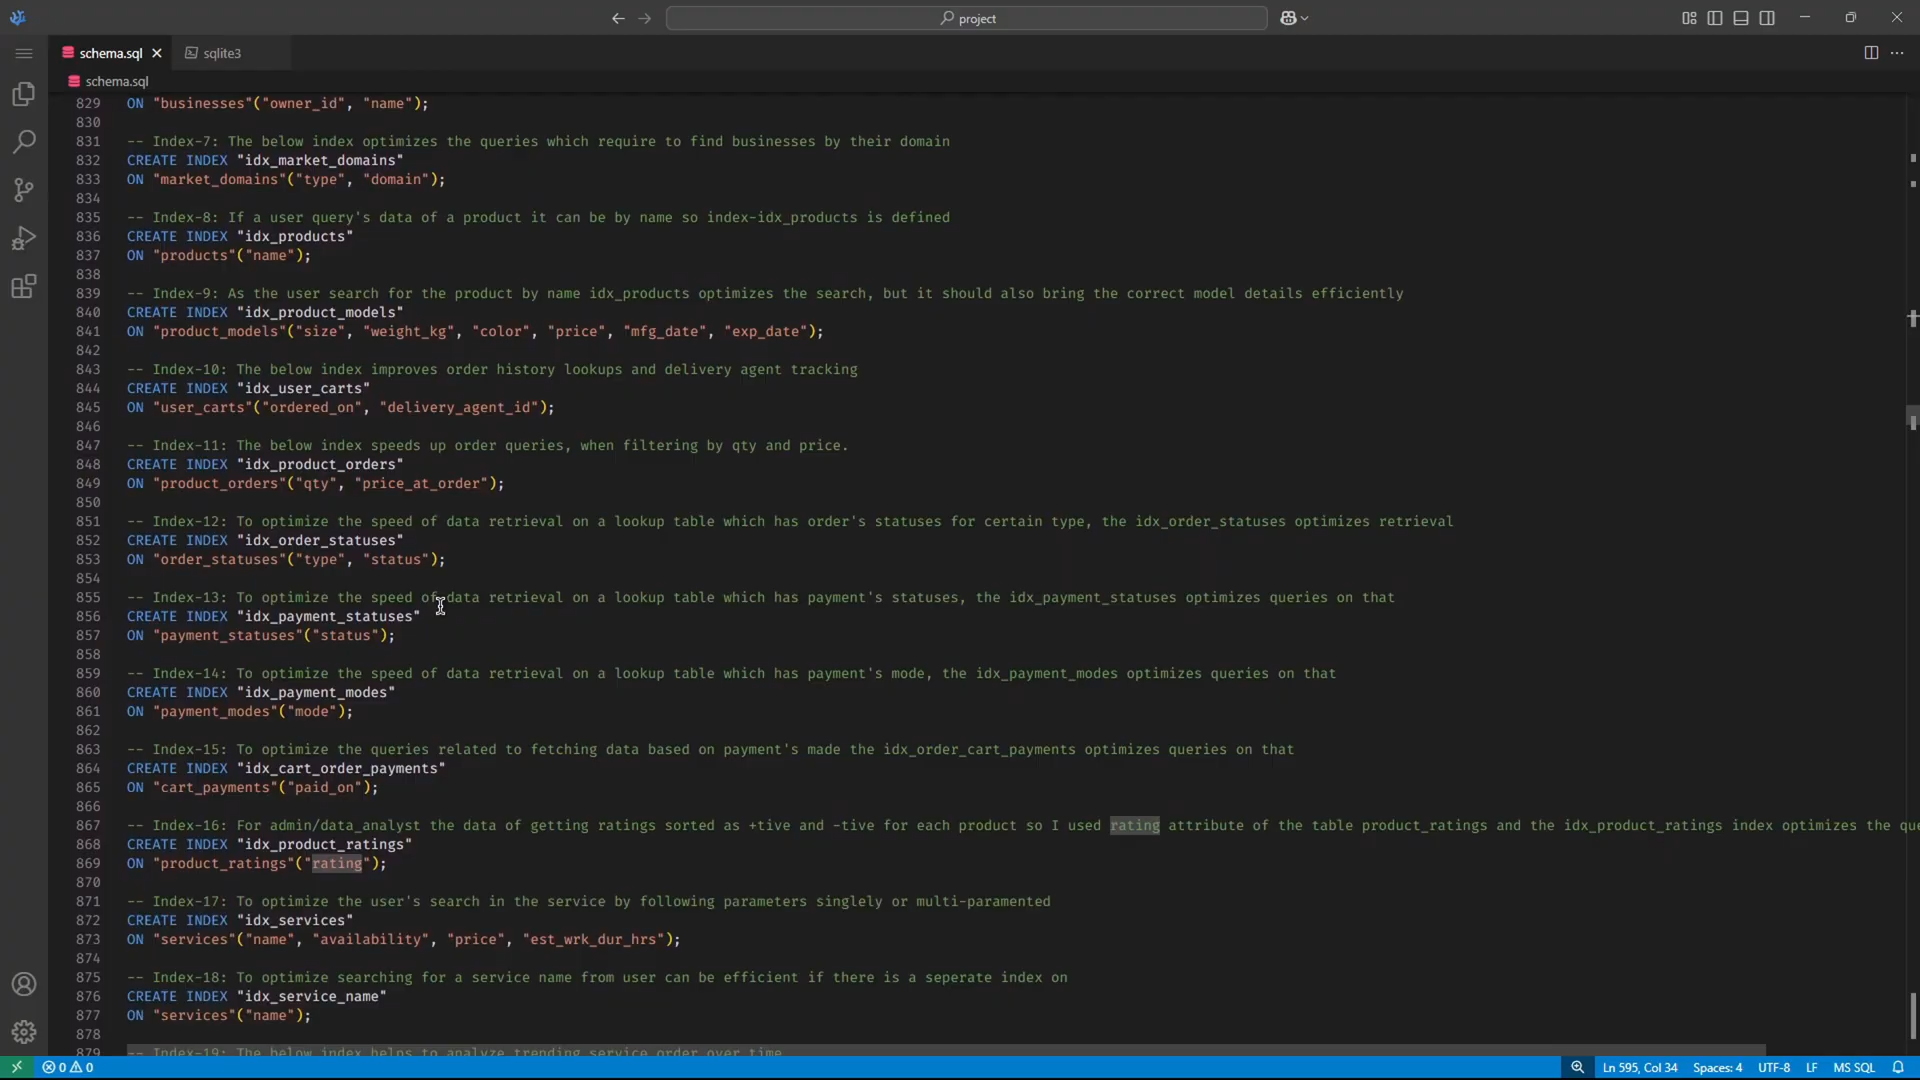 project
schema.sql
sqlite3
schema.sql
829 ON "businesses"("owner_id", "name");
830
831 -- Index-7: The below index optimizes the queries which require to find businesses by their domain
832 CREATE INDEX "idx_market_domains"
833 ON "market_domains"("type", "domain");
834
835 -- Index-8: If a user query's data of a product it can be by name so index-idx_products is defined
836 CREATE INDEX "idx_products"
837 ON "products"("name");
838
839 -- Index-9: As the user search for the product by name idx_products optimizes the search, but it should also bring the correct model details efficiently
840 CREATE INDEX "idx_product_models"
841 ON "product_models"("size", "weight_kg", "color", "price", "mfg_date", "exp_date");
842
843 -- Index-10: The below index improves order history lookups and delivery agent tracking
844 CREATE INDEX "idx_user_carts"
845 ON "user_carts"("ordered_on", "delivery_agent_id");
846
847 -- Index-11: The below index speeds up order queries, when filtering by qty and price.
848 CREATE INDEX "idx_product_orders"
849 ON "product_orders"("qty", "price_at_order");
850
851 -- Index-12: To optimize the speed of data retrieval on a lookup table which has order's statuses for certain type, the idx_order_statuses optimizes retrieval
852 CREATE INDEX "idx_order_statuses"
853 ON "order_statuses"("type", "status");
854
855 -- Index-13: To optimize the speed of data retrieval on a lookup table which has payment's statuses, the idx_payment_statuses optimizes queries on that
856 CREATE INDEX "idx_payment_statuses"
857 ON "payment_statuses"("status");
858
859 -- Index-14: To optimize the speed of data retrieval on a lookup table which has payment's mode, the idx_payment_modes optimizes queries on that
860 CREATE INDEX "idx_payment_modes"
861 ON "payment_modes"("mode");
862
863 -- Index-15: To optimize the queries related to fetching data based on payment's made the idx_order_cart_payments optimizes queries on that
864 CREATE INDEX "idx_cart_order_payments"
865 ON "cart_payments"("paid_on");
866
867 -- Index-16: For admin/data_analyst the data of getting ratings sorted as +tive and -tive for each product so I used rating attribute of the table product_ratings and the idx_product_ratings index optimizes the que
868 CREATE INDEX "idx_product_ratings"
869 ON "product_ratings"("rating");
870
871 -- Index-17: To optimize the user's search in the service by following parameters singlely or multi-paramented
872 CREATE INDEX "idx_services"
873 ON "services"("name", "availability", "price", "est_wrk_dur_hrs");
874
875 -- Index-18: To optimize searching for a service name from user can be efficient if there is a seperate index on
876 CREATE INDEX "idx_service_name"
877 ON "services"("name");
878
879 -- Index-19: The below index helps to analyze trending service order over time
0 0 Ln 595, Col 34 Spaces: 4 UTF-8 LF MS SQL